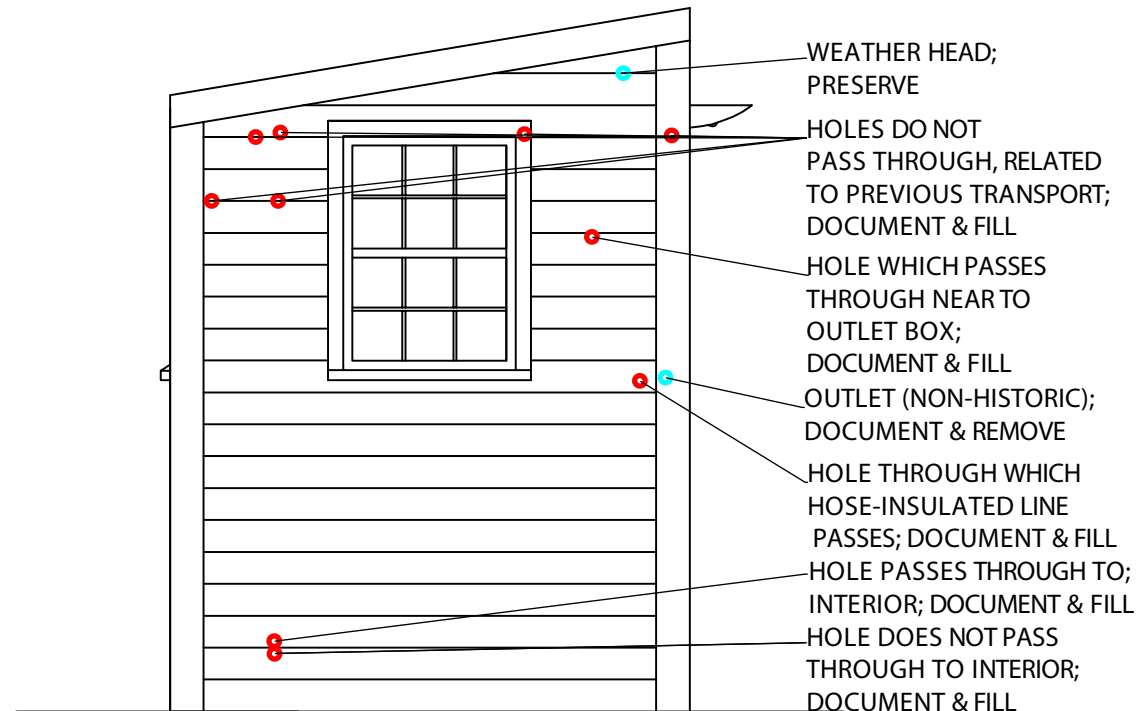 WEATHER HEAD;
PRESERVE
HOLES DO NOT
PASS THROUGH, RELATED
TO PREVIOUS TRANSPORT;
DOCUMENT & FILL
HOLE WHICH PASSES
THROUGH NEAR TO
OUTLET BOX;
DOCUMENT & FILL
OUTLET (NON-HISTORIC);
DOCUMENT & REMOVE
HOLE THROUGH WHICH
HOSE-INSULATED LINE
PASSES; DOCUMENT & FILL
HOLE PASSES THROUGH TO;
INTERIOR; DOCUMENT & FILL
HOLE DOES NOT PASS
THROUGH TO INTERIOR;
DOCUMENT & FILL